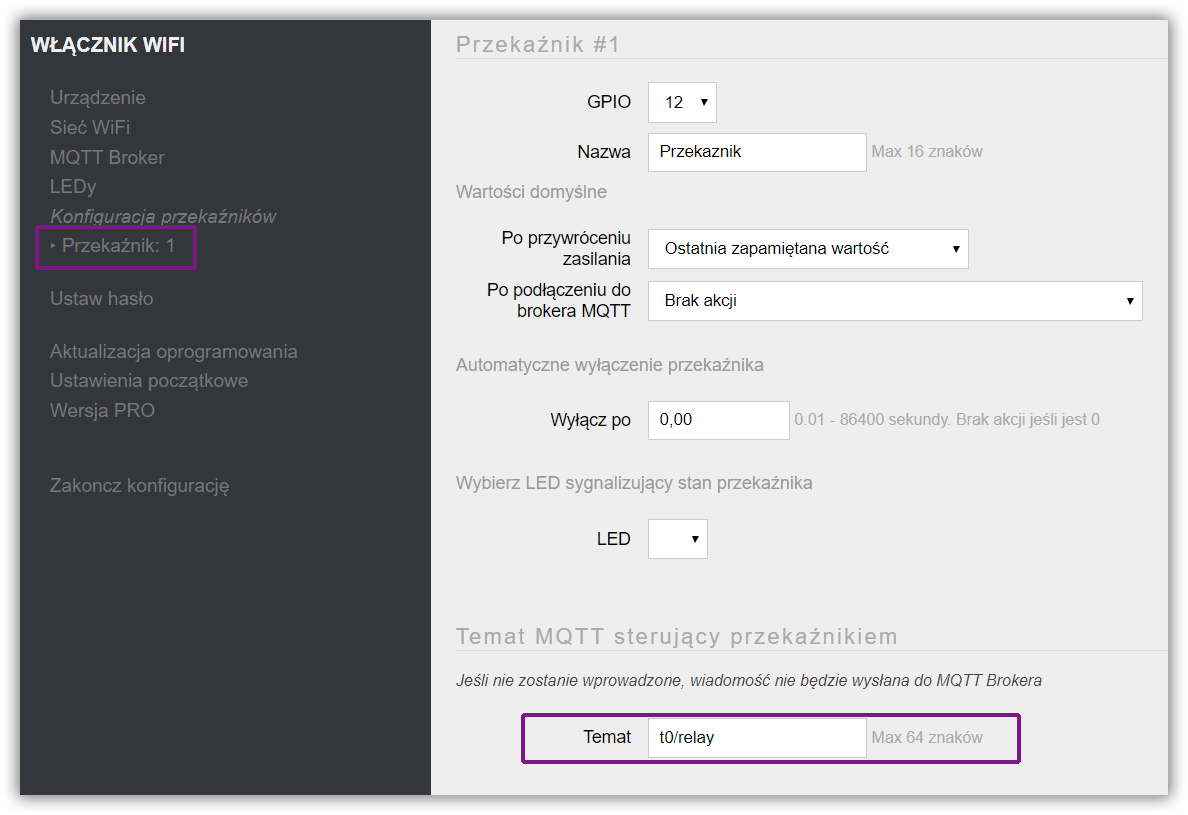 WŁĄCZNIK WIFI
Urządzenie
Sieć WiFi
MQTT Broker
LEDy
Konfiguracja przekaźników
Przekaźnik: 1
Ustaw hasło
Aktualizacja oprogramowania
Ustawienia początkowe
Wersja PRO
Zakoncz konfigurację
Przekaźnik #1
GPIO 12
Nazwa Przekaznik Max 16 znaków
Wartości domyślne
Po przywróceniu
zasilania Ostatnia zapamiętana wartość
Po podłączeniu do
brokera MQTT Brak akcji
Automatyczne wyłączenie przekaźnika
Wyłącz po 0,00 0.01 - 86400 sekundy. Brak akcji jeśli jest 0
Wybierz LED sygnalizujący stan przekaźnika
LED
Temat MQTT sterujący przekaźnikiem
Jeśli nie zostanie wprowadzone, wiadomość nie będzie wysłana do MQTT Brokera
Temat t0/relay Max 64 znaków